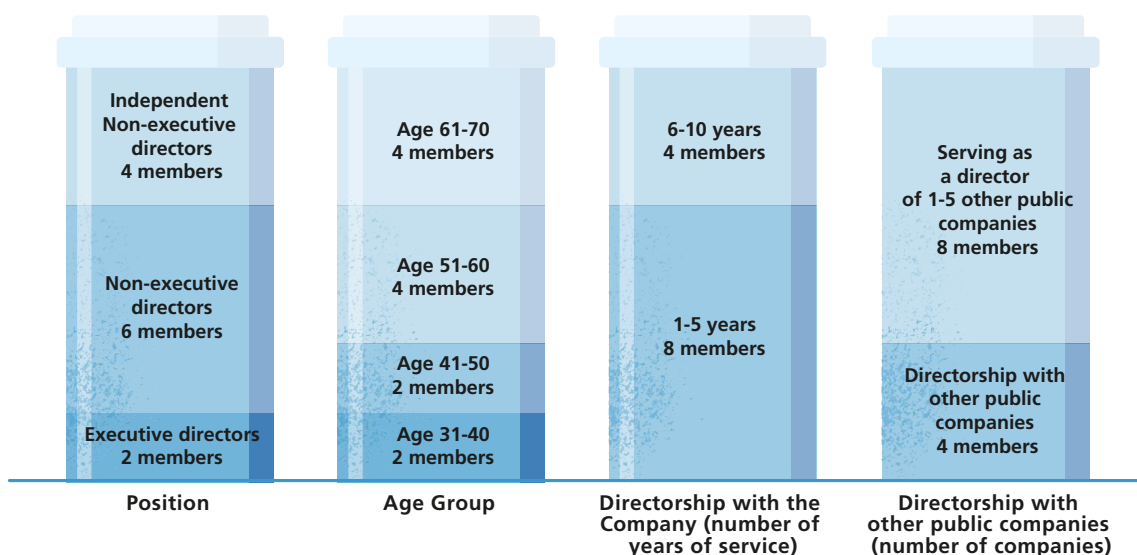 Independent
Non-executive
directors
4 members
Non-executive
directors
6 members
Executive directors
2 members
Position
Age 61-70
4 members
Age 51-60
4 members
Age 41-50
2 members
Age 31-40
2 members
Age Group
6-10 years
4 members
1-5 years
8 members
Directorship with the
Company (number of
years of service)
Serving as
a director
of 1-5 other public
companies
8 members
Directorship with
other public
companies
4 members
Directorship with
other public companies
(number of companies)